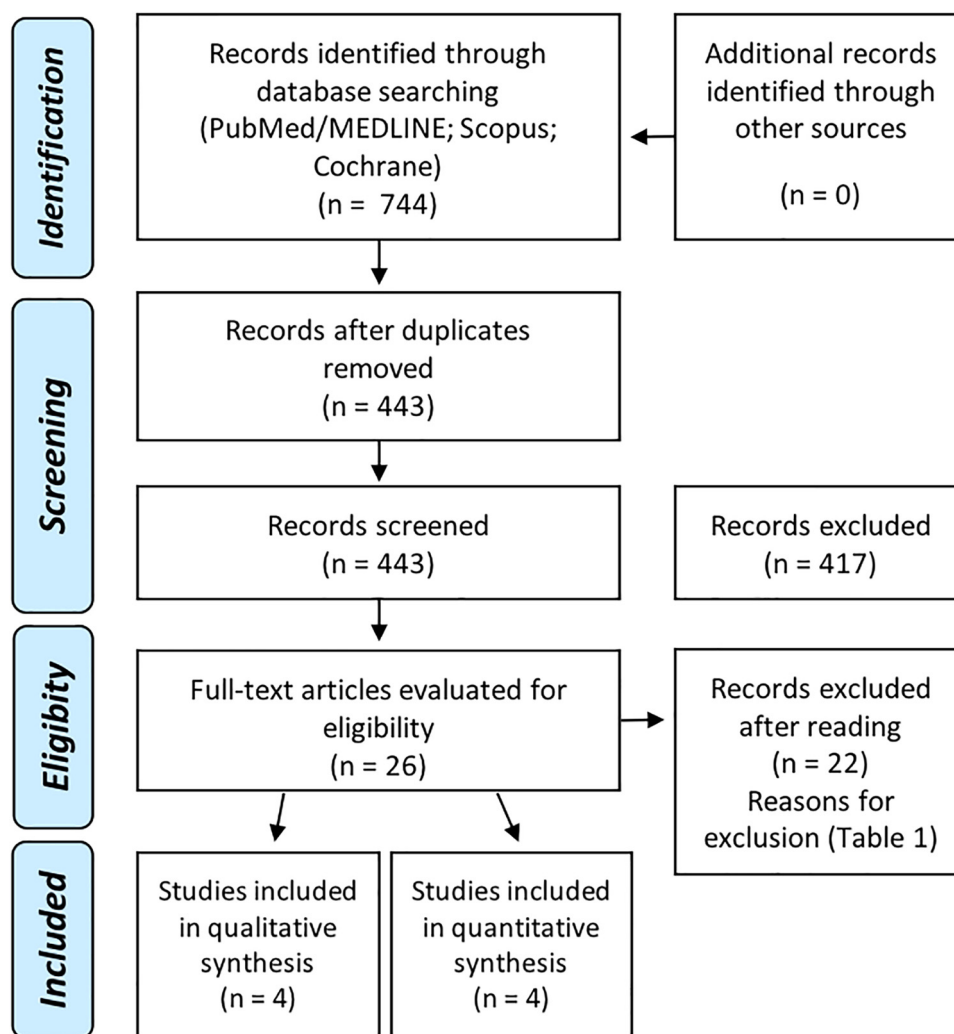 Identification
Records identified through
database searching
(PubMed/MEDLINE; Scopus;
Cochrane)
(n = 744)
Additional records
identified through
other sources
(n = 0)
Screening
Records after duplicates
removed
(n = 443)
Records screened
(n = 443)
Records excluded
(n = 417)
Eligibity
Full-text articles evaluated for
eligibility
(n = 26)
Records excluded
after reading
(n = 22)
Reasons for
exclusion (Table 1)
Included
Studies included
in qualitative
synthesis
(n = 4)
Studies included
in quantitative
synthesis
(n = 4)